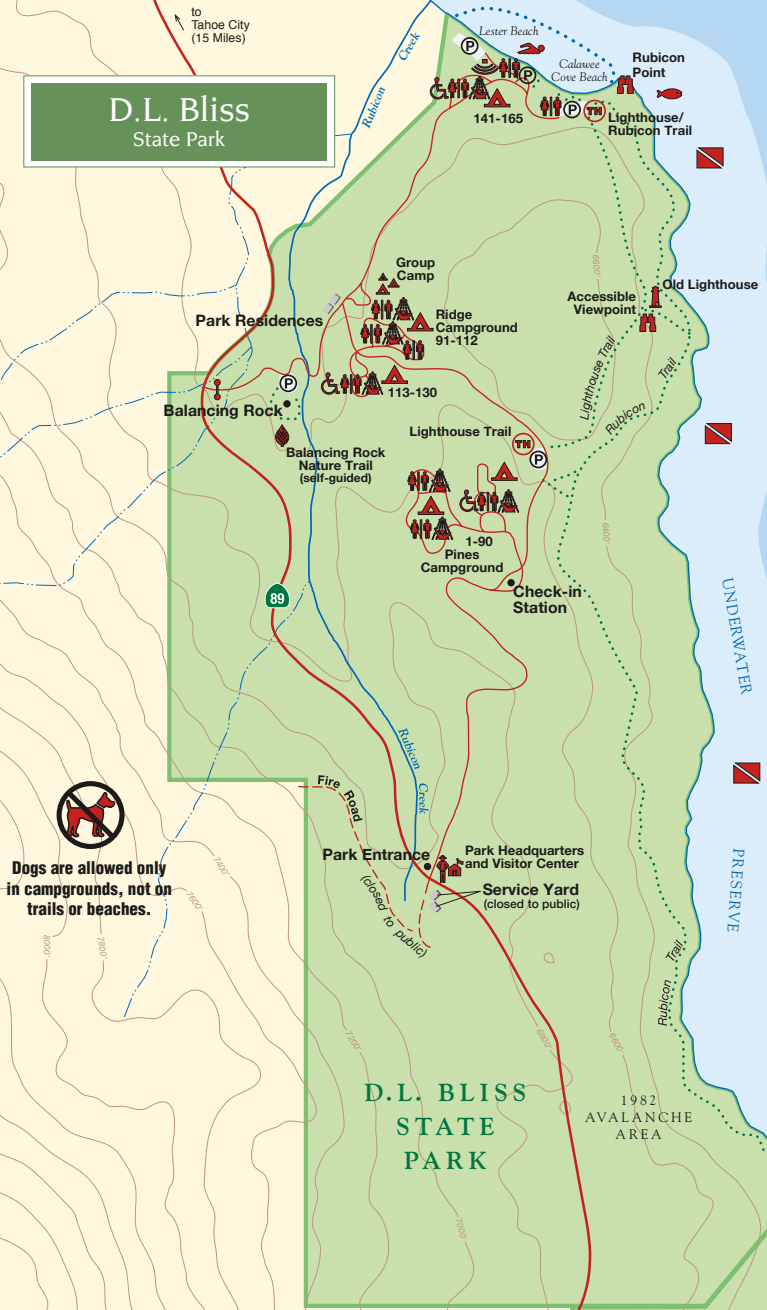 to
Tahoe City
(15 Miles)
D.L. Bliss
State Park
Rubicon
Creek
Lester Beach
P
Calawee
Cove Beach
P
Rubicon
Point
141-165
P
TH
Lighthouse/
Rubicon Trail
6600'
Group
Camp
Old Lighthouse
Accessible
Viewpoint
Park Residences
Ridge
Campground
91-112
Lighthouse Trail
Rubicon
Trail
P
113-130
Balancing Rock
Lighthouse Trail
TH
P
Balancing Rock
Nature Trail
(self-guided)
6400'
1-90
Pines
Campground
Check-in
Station
89
UNDERWATER
PRESERVE
Rubicon
Creek
Fire Road
(closed to public)
Park Entrance
Park Headquarters
and Visitor Center
Service Yard
(closed to public)
Dogs are allowed only
in campgrounds, not on
trails or beaches.
7400'
7600'
7800'
8000'
Rubicon
Trail
7200'
6800'
6600'
7000'
D.L. BLISS
STATE
PARK
1982
AVALANCHE
AREA